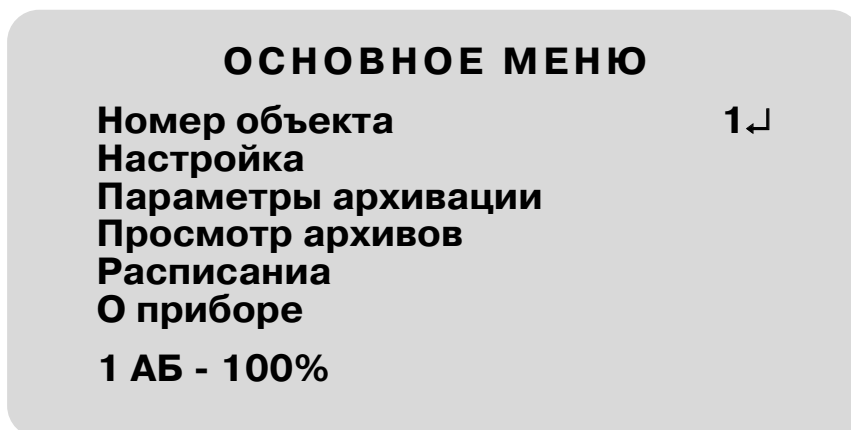 ОСНОВНОЕ МЕНЮ
Номер объекта 1↵
Настройка
Параметры архивации
Просмотр архивов
Расписаниа
О приборе
1 АБ - 100%